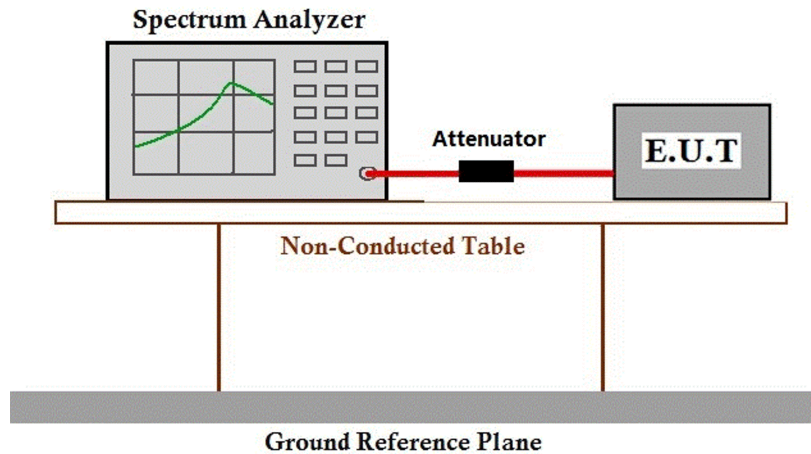 Spectrum Analyzer
Attenuator
E.U.T
Non-Conducted Table
Ground Reference Plane